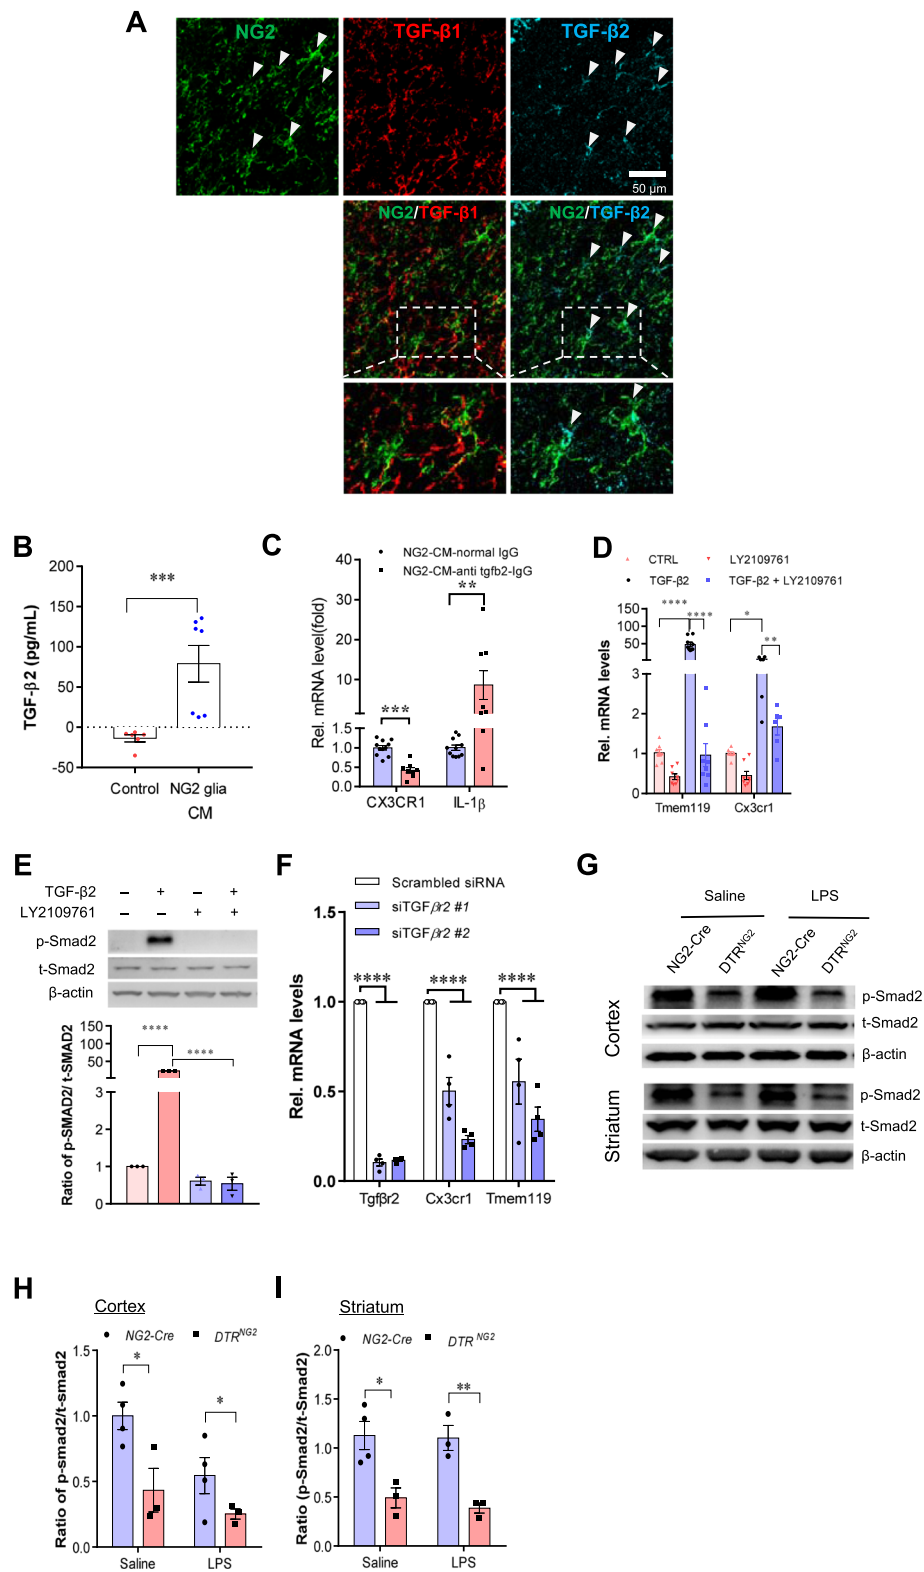 A
NG2
TGF-β1
TGF-β2
50 µm
NG2/TGF-β1
NG2/TGF-β2
B
TGF-β2 (pg/mL)
200
150
100
50
0
-50
***
Control
NG2 glia
CM
C
NG2-CM-normal IgG
NG2-CM-anti tgfb2-IgG
Rel. mRNA level(fold)
40
30
20
10
1.5
1.0
0.5
0.0
***
**
CX3CR1
IL-1β
D
CTRL
LY2109761
TGF-β2
TGF-β2 + LY2109761
Rel. mRNA levels
150
100
50
3
2
1
0
****
****
*
**
Tmem119
Cx3cr1
E
TGF-β2 – + – +
LY2109761 – – + +
p-Smad2
t-Smad2
β-actin
Ratio of p-SMAD2/ t-SMAD2
150
100
50
3
2
1
0
****
****
F
Scrambled siRNA
siTGFβr2 #1
siTGFβr2 #2
Rel. mRNA levels
1.5
1.0
0.5
0.0
****
****
****
Tgfβr2
Cx3cr1
Tmem119
G
Saline
LPS
NG2-Cre
DTRNG2
NG2-Cre
DTRNG2
Cortex
p-Smad2
t-Smad2
β-actin
Striatum
p-Smad2
t-Smad2
β-actin
H
Cortex
NG2-Cre
DTRNG2
Ratio of p-smad2/t-smad2
1.5
1.0
0.5
0.0
*
*
Saline
LPS
I
Striatum
NG2-Cre
DTR NG2
Ratio (p-Smad2/t-Smad2)
2.0
1.5
1.0
0.5
0.0
*
**
Saline
LPS